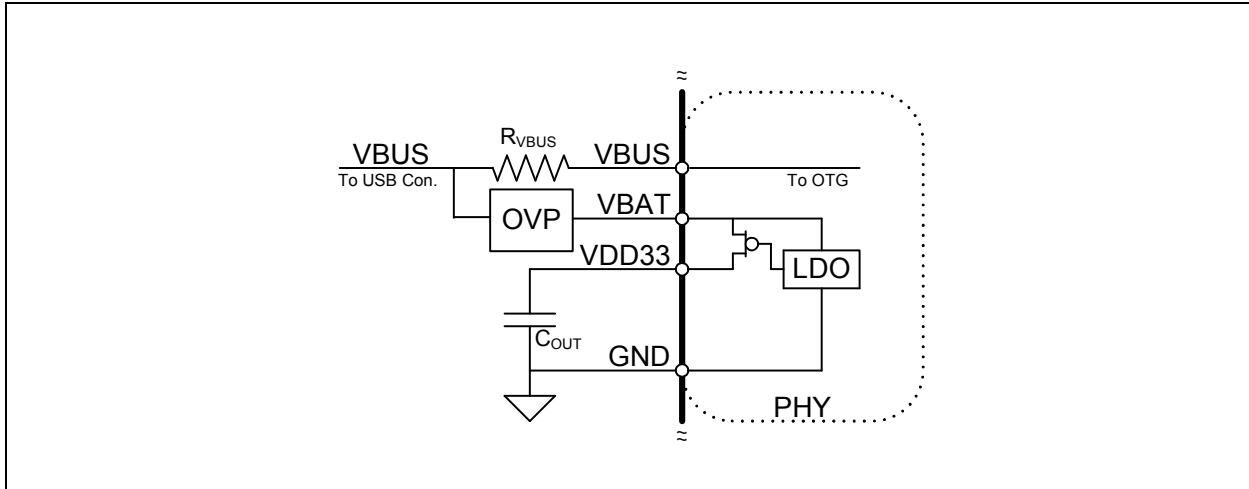 ≈
R_VBUS
VBUS
To USB Con.
VBUS
To OTG
OVP
VBAT
VDD33
LDO
C_OUT
GND
PHY
≈